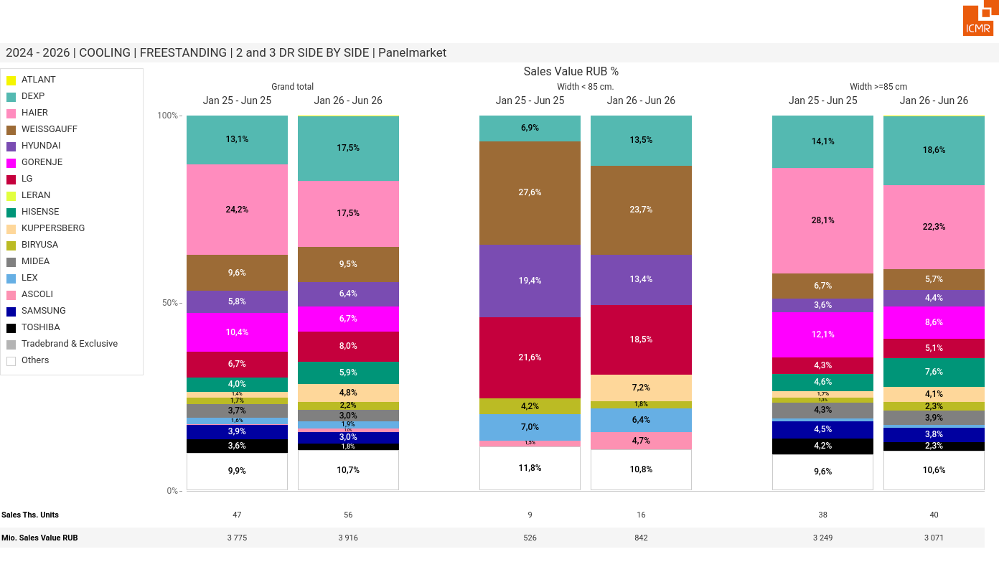 ICMR
2024 - 2026 | COOLING | FREESTANDING | 2 and 3 DR SIDE BY SIDE | Panelmarket
ATLANT
DEXP
HAIER
WEISSGAUFF
HYUNDAI
GORENJE
LG
LERAN
HISENSE
KUPPERSBERG
BIRYUSA
MIDEA
LEX
ASCOLI
SAMSUNG
TOSHIBA
Tradebrand & Exclusive
Others
Sales Value RUB %
Grand total
Width < 85 cm.
Width >=85 cm
Jan 25 - Jun 25
Jan 26 - Jun 26
Jan 25 - Jun 25
Jan 26 - Jun 26
Jan 25 - Jun 25
Jan 26 - Jun 26
100%
50%
0%
13,1%
24,2%
9,6%
5,8%
10,4%
6,7%
4,0%
1,4%
1,7%
3,7%
1,6%
3,9%
3,6%
9,9%
17,5%
17,5%
9,5%
6,4%
6,7%
8,0%
5,9%
4,8%
2,2%
3,0%
1,9%
1,0%
3,0%
1,8%
10,7%
6,9%
27,6%
19,4%
21,6%
4,2%
7,0%
1,5%
11,8%
13,5%
23,7%
13,4%
18,5%
7,2%
1,8%
6,4%
4,7%
10,8%
14,1%
28,1%
6,7%
3,6%
12,1%
4,3%
4,6%
1,7%
1,3%
4,3%
4,5%
4,2%
9,6%
18,6%
22,3%
5,7%
4,4%
8,6%
5,1%
7,6%
4,1%
2,3%
3,9%
3,8%
2,3%
10,6%
Sales Ths. Units 47 56 9 16 38 40
Mio. Sales Value RUB 3 775 3 916 526 842 3 249 3 071